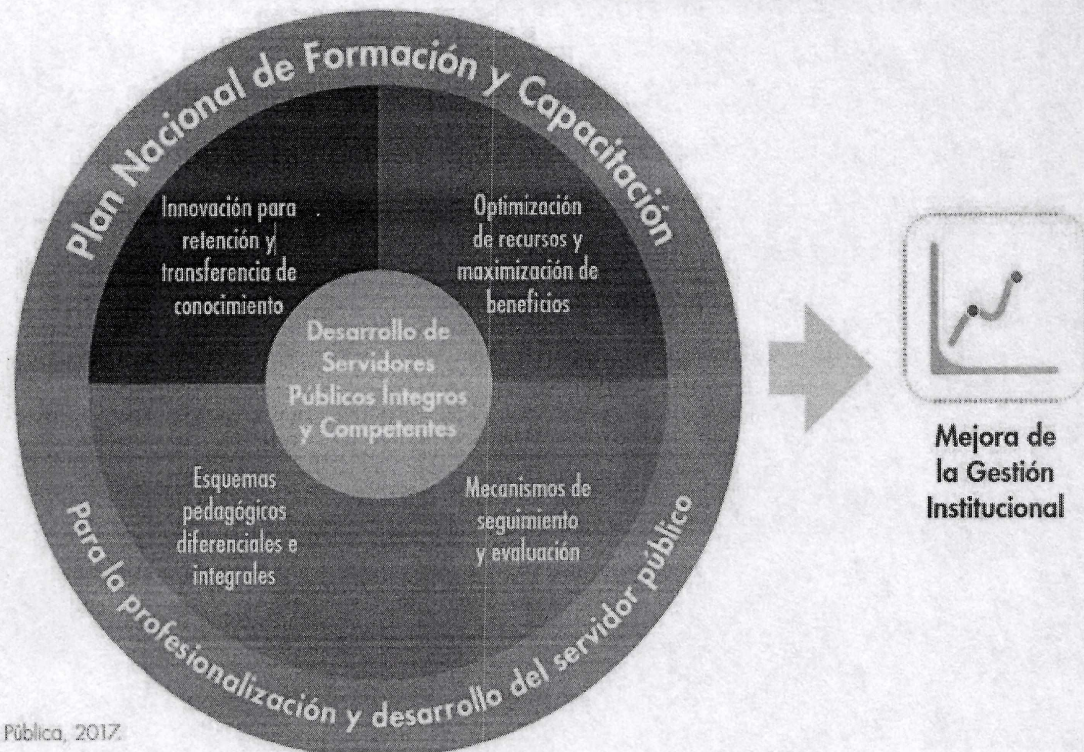 Plan Nacional de Formación y Capacitación
Innovación para
retención y
transferencia de
conocimiento
Optimización
de recursos y
maximización de
beneficios
Desarrollo de
Servidores
Públicos Íntegros
y Competentes
Esquemas
pedagógicos
diferenciales e
integrales
Mecanismos de
seguimiento
y evaluación
Para la profesionalización y desarrollo del servidor público
Mejora de
la Gestión
Institucional
Pública, 2017.